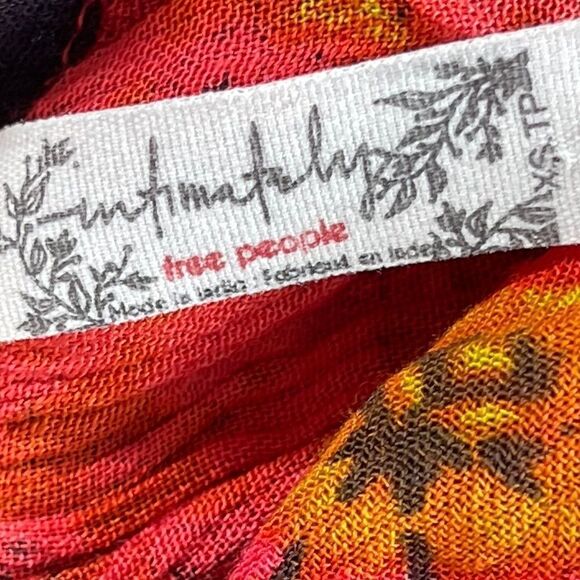 intimately
free people
Made in India · Fabriqué en Inde
XS TP